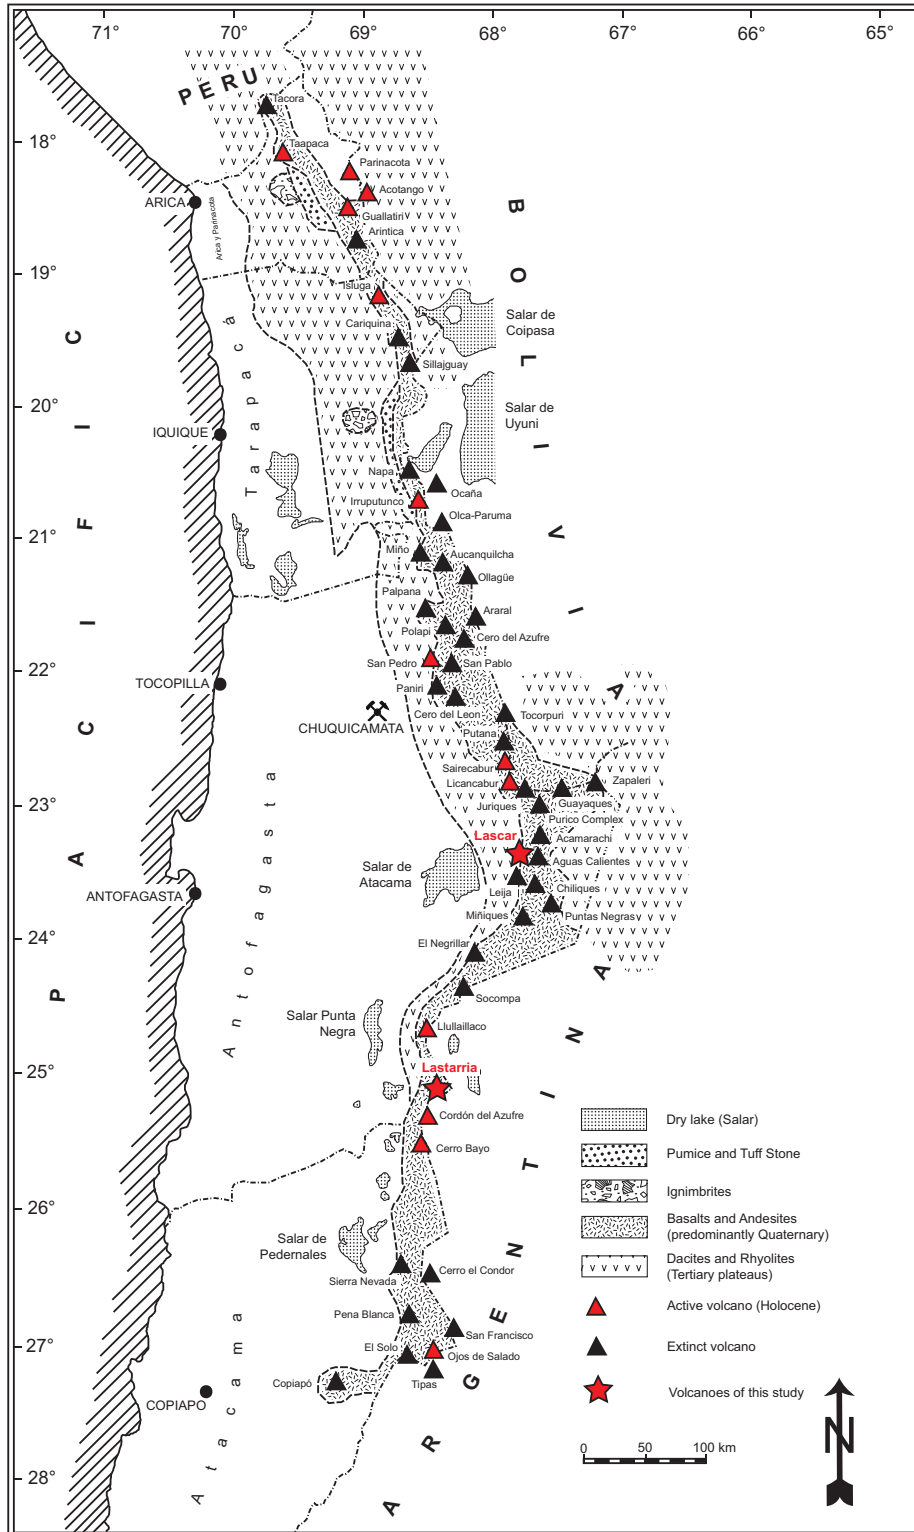 71°
70°
69°
68°
67°
66°
65°
PERU
Tacora
18°
Taapaca
Parinacota
Acotango
ARICA
Arica y Parinacota
Guallatiri
Arintica
BOLIVIA
19°
Isluga
Cariquina
Salar de
Coipasa
Sillajguay
PACIFIC
Tarapacá
20°
IQUIQUE
Salar de
Uyuni
Napa
Ocaña
Irruputunco
Olca-Paruma
21°
Miño
Aucanquilcha
Ollagüe
Palpana
Araral
Polapi
Cero del Azufre
22°
San Pedro
San Pablo
TOCOPILLA
Paniri
Cero del Leon
Tocorpuri
CHUQUICAMATA
Putana
Sairecabur
Licancabur
Zapaleri
23°
Juriques
Guayaques
Purico Complex
Lascar
Acamarachi
Antofagasta
Salar de
Atacama
Aguas Calientes
ANTOFAGASTA
Leija
Chiliques
Miñiques
Puntas Negras
24°
El Negrillar
ARGENTINA
Socompa
Salar Punta
Negra
Llullaillaco
25°
Lastarria
Cordón del Azufre
Cerro Bayo
26°
Salar de
Pedernales
Sierra Nevada
Cerro el Condor
Pena Blanca
San Francisco
27°
El Solo
Ojos de Salado
Copiapó
Tipas
COPIAPO
Atacama
28°
Dry lake (Salar)
Pumice and Tuff Stone
Ignimbrites
Basalts and Andesites
(predominantly Quaternary)
Dacites and Rhyolites
(Tertiary plateaus)
Active volcano (Holocene)
Extinct volcano
Volcanoes of this study
0 50 100 km
N